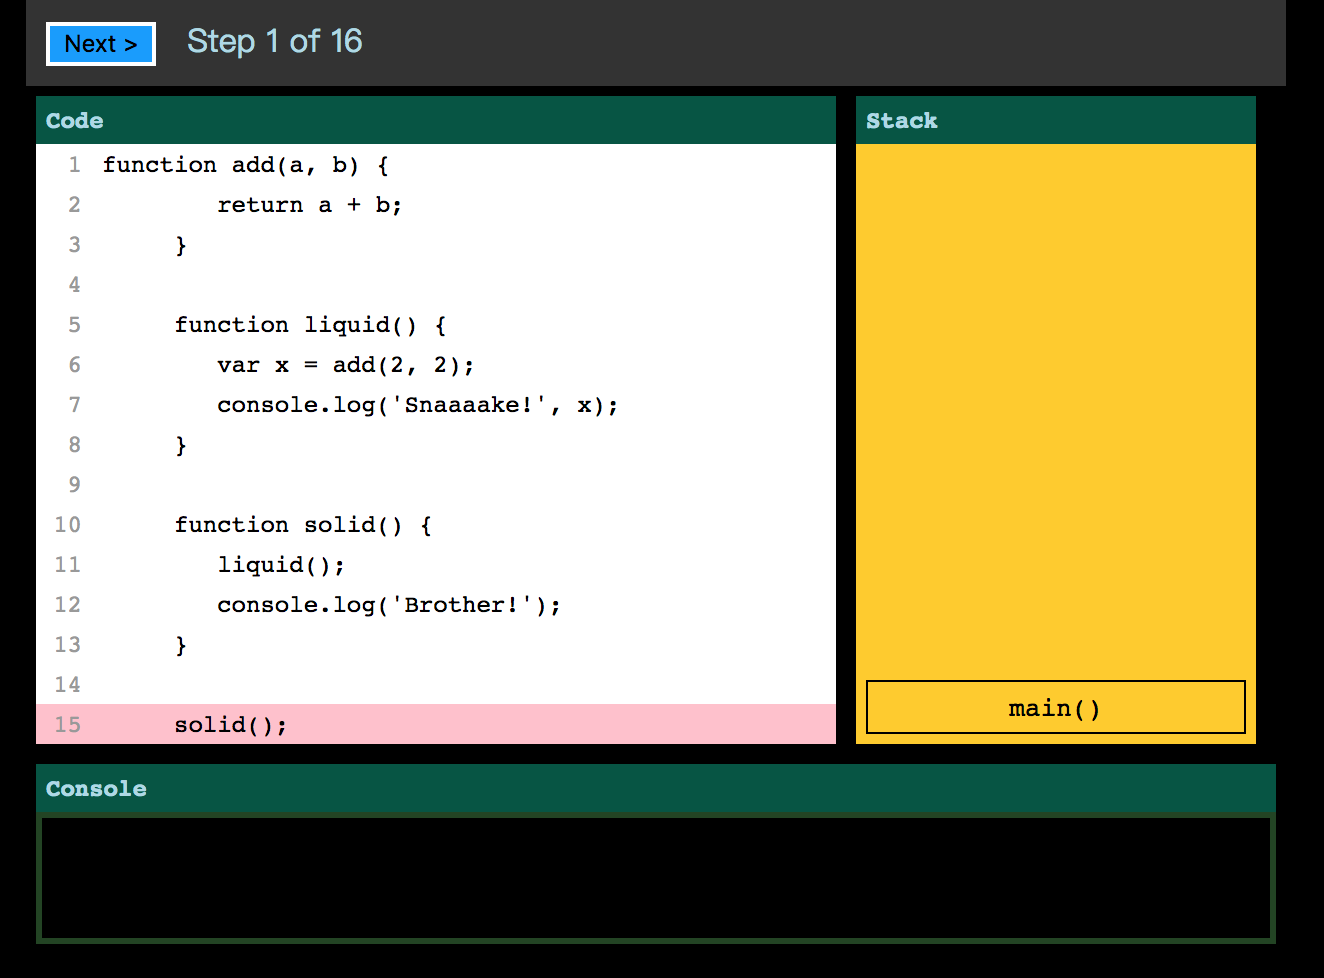 Next > Step 1 of 16
Code
1 function add(a, b) {
2 return a + b;
3 }
4
5 function liquid() {
6 var x = add(2, 2);
7 console.log('Snaaaake!', x);
8 }
9
10 function solid() {
11 liquid();
12 console.log('Brother!');
13 }
14
15 solid();
Stack
main()
Console